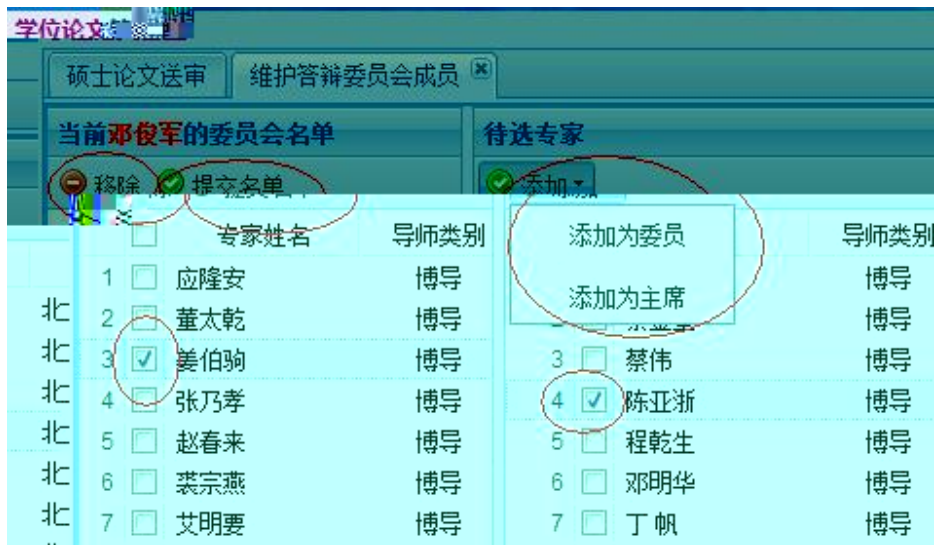 学位论文
硕士论文送审 维护答辩委员会成员
当前邓俊军的委员会名单 待选专家
移除 提交名单 添加
专家姓名 导师类别 添加为委员 导师类别
1 应隆安 博导 添加为主席 博导
北 2 董太乾 博导 博导
北 3 姜伯驹 博导 3 蔡伟 博导
北 4 张乃孝 博导 4 陈亚浙 博导
北 5 赵春来 博导 5 程乾生 博导
北 6 裘宗燕 博导 6 邓明华 博导
北 7 艾明要 博导 7 丁帆 博导